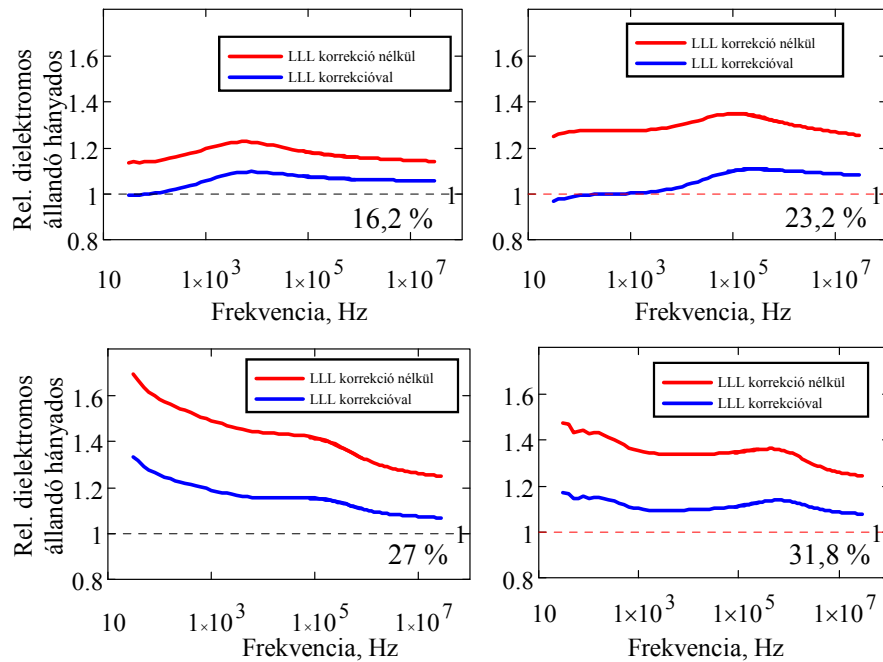 Rel. dielektromos
állandó hányados
1.6
1.4
1.2
1
0.8
LLL korrekció nélkül
LLL korrekcióval
1
16,2 %
10
1×10³
1×10⁵
1×10⁷
Frekvencia, Hz
1.6
1.4
1.2
1
0.8
LLL korrekció nélkül
LLL korrekcióval
1
23,2 %
10
1×10³
1×10⁵
1×10⁷
Frekvencia, Hz
Rel. dielektromos
állandó hányados
1.6
1.4
1.2
1
0.8
LLL korrekció nélkül
LLL korrekcióval
1
27 %
10
1×10³
1×10⁵
1×10⁷
Frekvencia, Hz
1.6
1.4
1.2
1
0.8
LLL korrekció nélkül
LLL korrekcióval
1
31,8 %
10
1×10³
1×10⁵
1×10⁷
Frekvencia, Hz